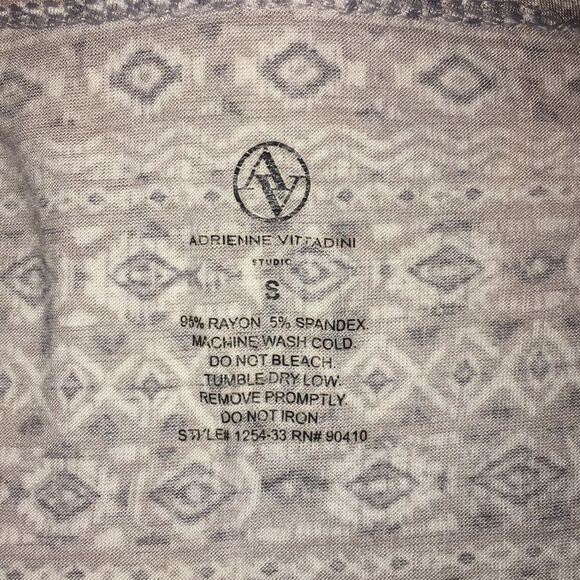 AV
ADRIENNE VITTADINI
STUDIO
S
95% RAYON 5% SPANDEX.
MACHINE WASH COLD.
DO NOT BLEACH.
TUMBLE DRY LOW.
REMOVE PROMPTLY.
DO NOT IRON
STYLE# 1254-33 RN# 90410